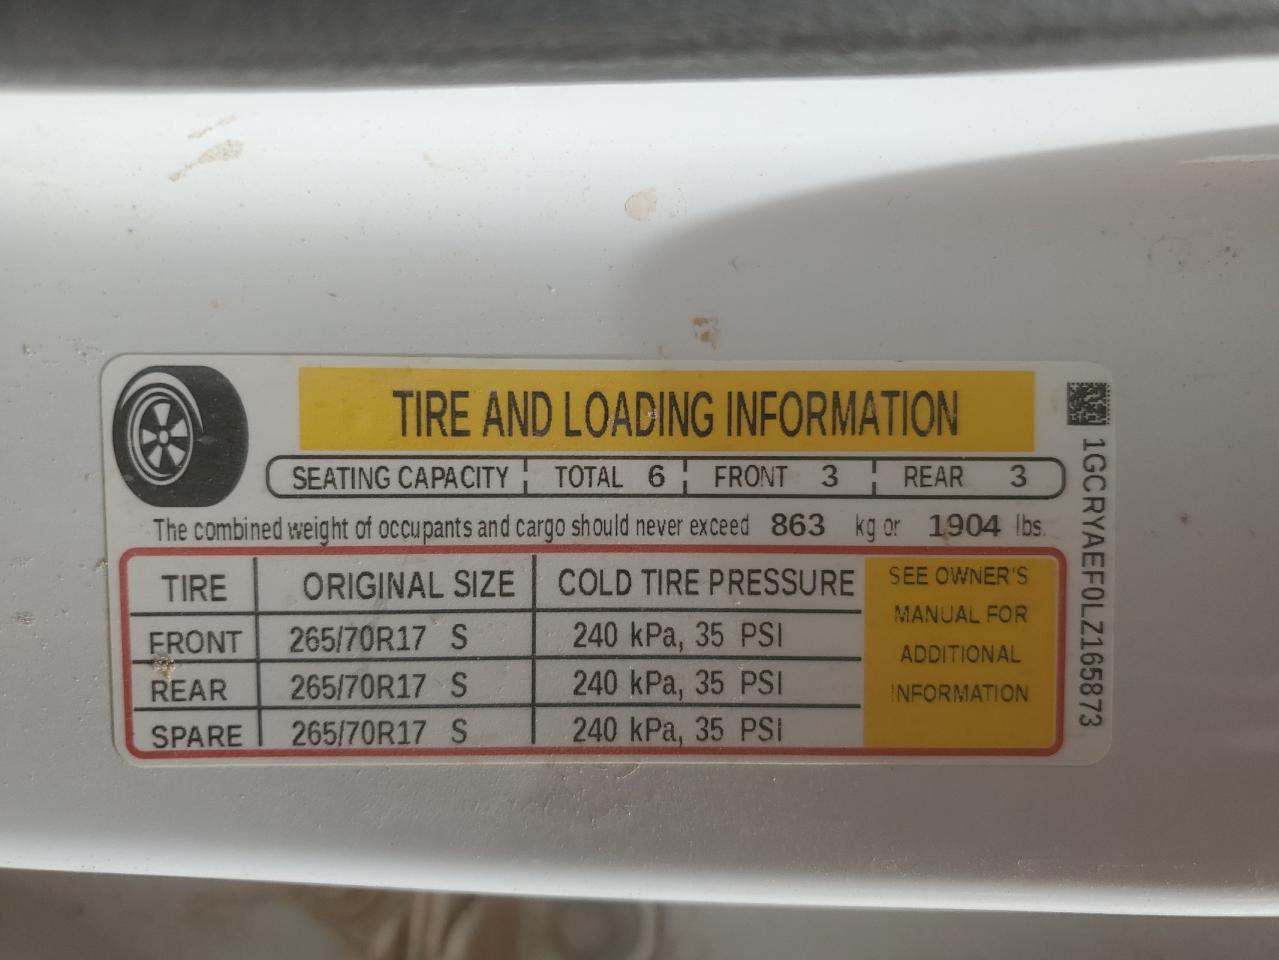 TIRE AND LOADING INFORMATION
SEATING CAPACITY TOTAL 6 FRONT 3 REAR 3
The combined weight of occupants and cargo should never exceed 863 kg or 1904 lbs.
TIRE ORIGINAL SIZE COLD TIRE PRESSURE
FRONT 265/70R17 S 240 kPa, 35 PSI
REAR 265/70R17 S 240 kPa, 35 PSI
SPARE 265/70R17 S 240 kPa, 35 PSI
SEE OWNER'S
MANUAL FOR
ADDITIONAL
INFORMATION
1GCRYAEF0LZ165873